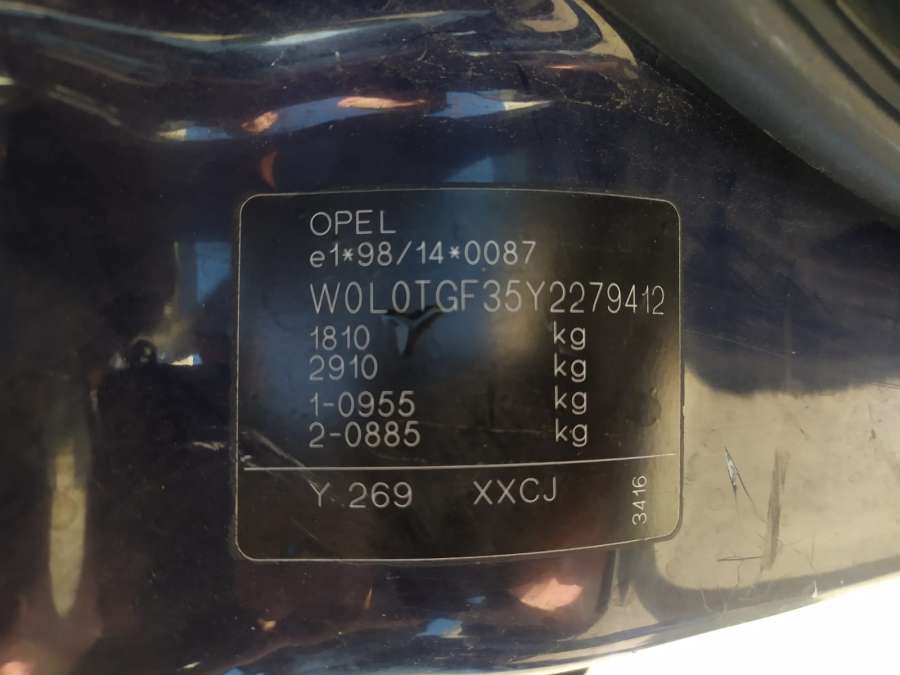 OPEL
e1*98/14*0087
W0L0TGF35Y2279412
1810 kg
2910 kg
1-0955 kg
2-0885 kg
Y 269 XXCJ
3416